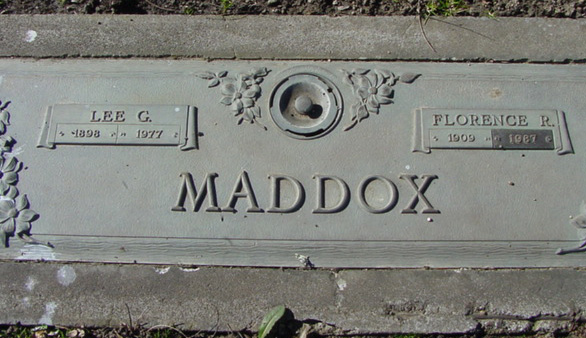 LEE G.
1898 1977
FLORENCE R.
1909 1987
MADDOX